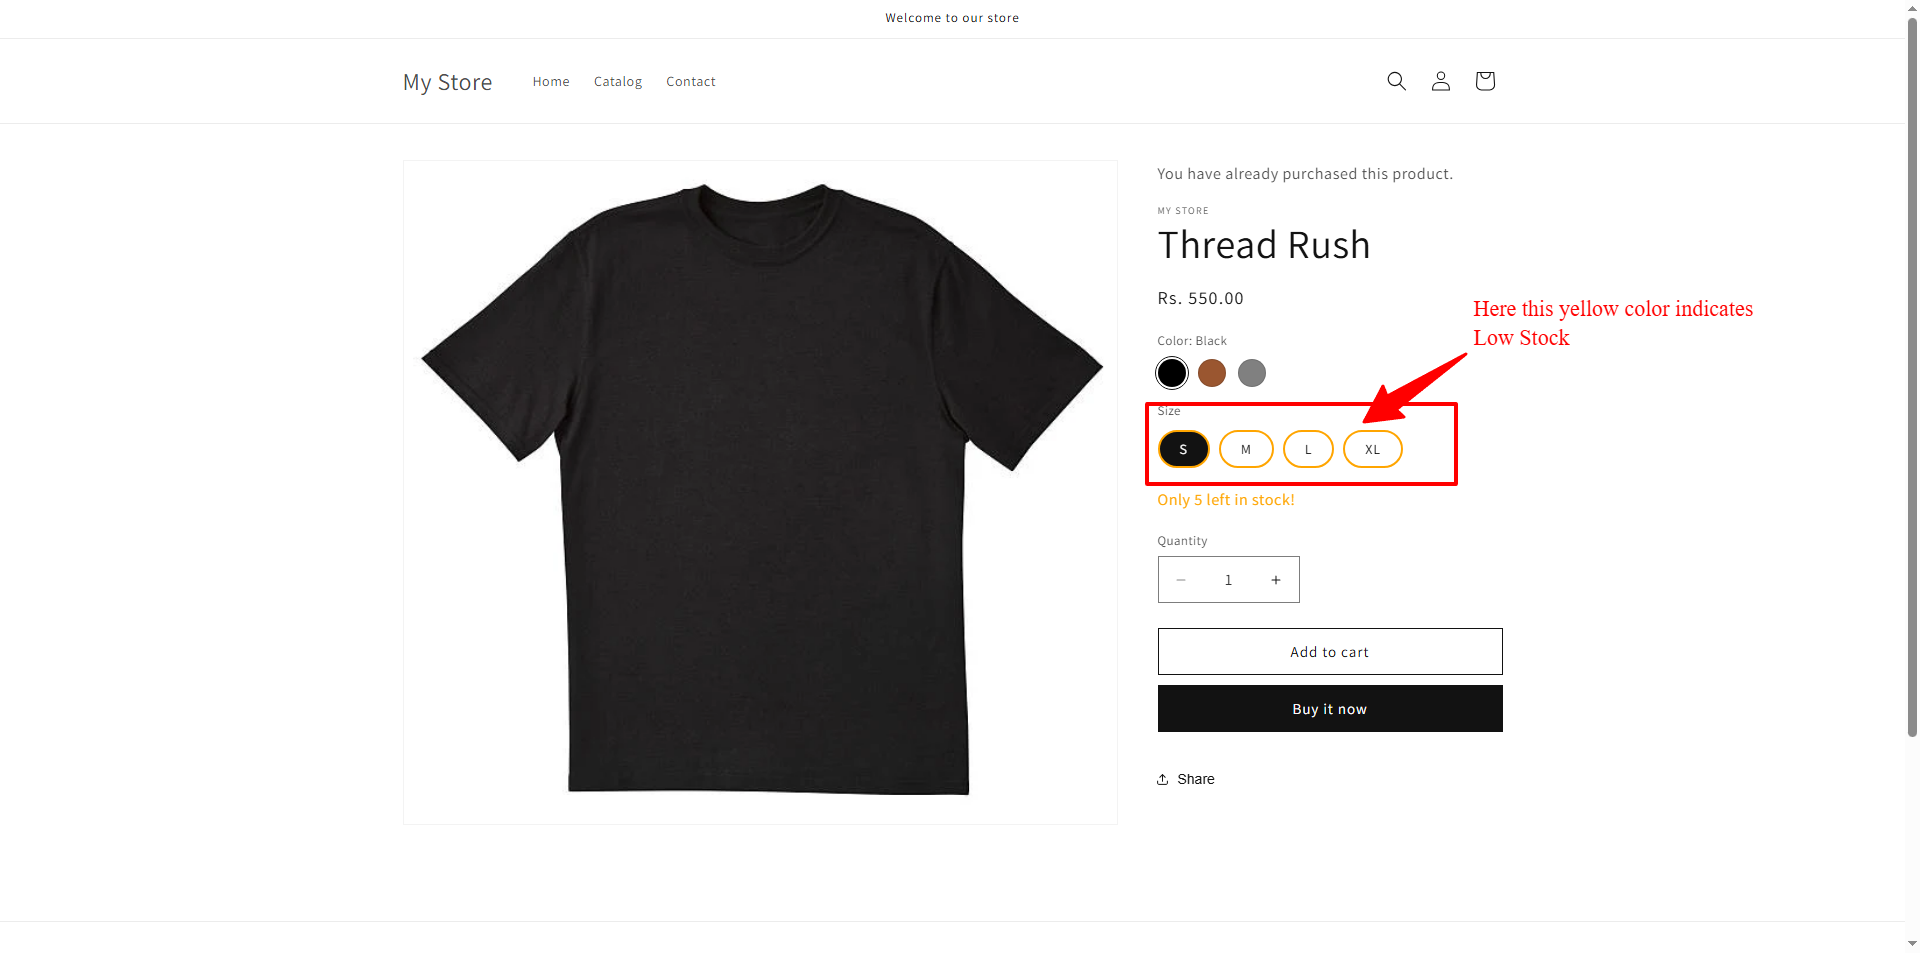 Welcome to our store
My Store
Home
Catalog
Contact
You have already purchased this product.
MY STORE
Thread Rush
Rs. 550.00
Here this yellow color indicates
Low Stock
Color: Black
Size
S
M
L
XL
Only 5 left in stock!
Quantity
− 1 +
Add to cart
Buy it now
Share